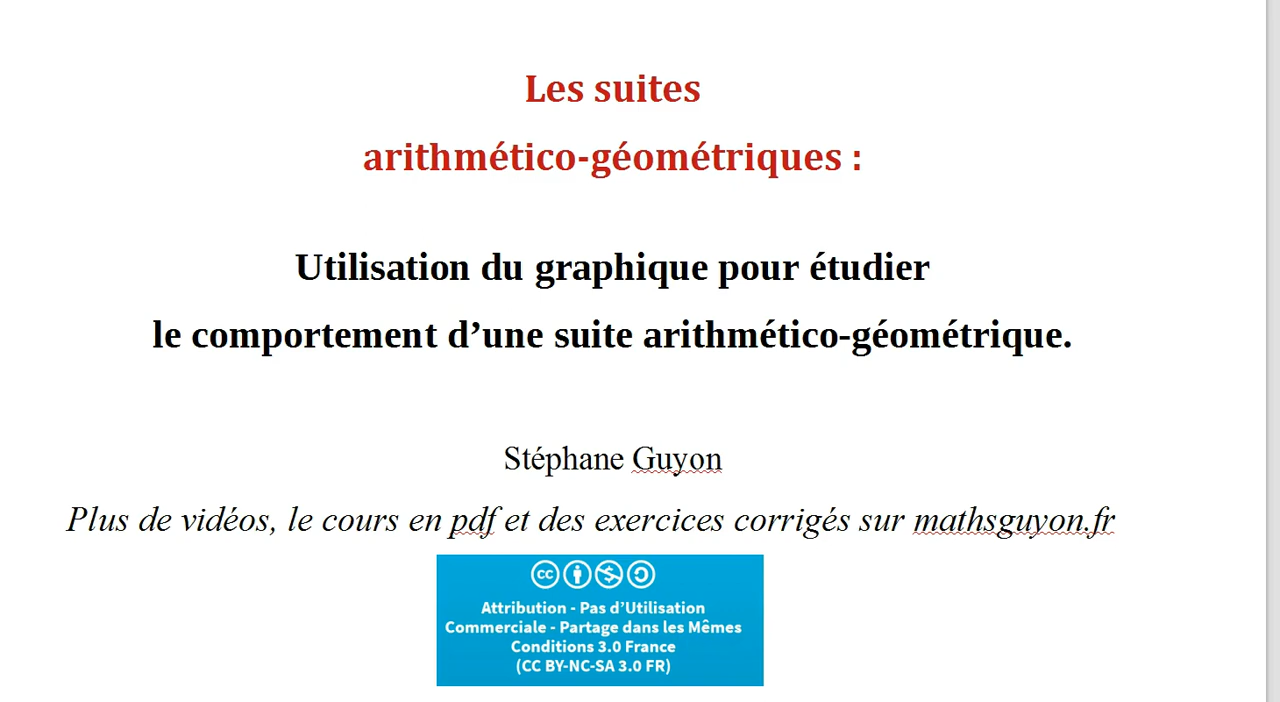 Les suites
arithmético-géométriques :
Utilisation du graphique pour étudier
le comportement d’une suite arithmético-géométrique.
Stéphane Guyon
Plus de vidéos, le cours en pdf et des exercices corrigés sur mathsguyon.fr
cc
Attribution - Pas d’Utilisation
Commerciale - Partage dans les Mêmes
Conditions 3.0 France
(CC BY-NC-SA 3.0 FR)